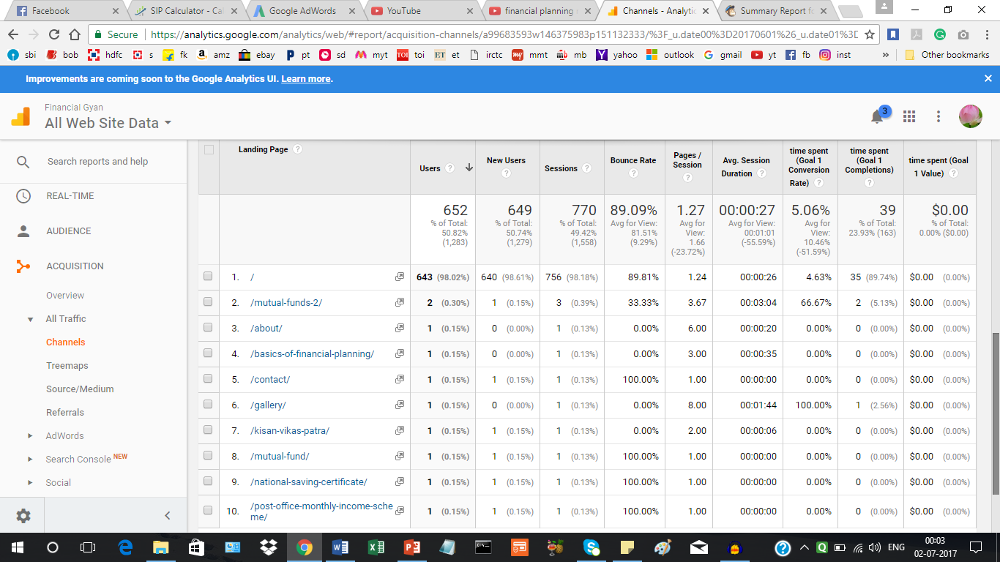 Facebook
SIP Calculator - Cal
Google AdWords
YouTube
financial planning
Channels - Analytic
Summary Report fo
Secure
https://analytics.google.com/analytics/web/#report/acquisition-channels/a99683593w146375983p151132333/%3F_u.date00%3D20170601%26_u.date01%3D
sbi bob hdfc s fk amz ebay pt sd myt toi et irctc mmt mb yahoo outlook gmail yt fb inst » Other bookmarks
Improvements are coming soon to the Google Analytics UI. Learn more.
Financial Gyan
All Web Site Data
3
Search reports and help
REAL-TIME
AUDIENCE
ACQUISITION
Overview
All Traffic
Channels
Treemaps
Source/Medium
Referrals
AdWords
Search Console NEW
Social
Landing Page
Users
New Users
Sessions
Bounce Rate
Pages / Session
Avg. Session Duration
time spent (Goal 1 Conversion Rate)
time spent (Goal 1 Completions)
time spent (Goal 1 Value)
652 % of Total: 50.82% (1,283)
649 % of Total: 50.74% (1,279)
770 % of Total: 49.42% (1,558)
89.09% Avg for View: 81.51% (9.29%)
1.27 Avg for View: 1.66 (-23.72%)
00:00:27 Avg for View: 00:01:01 (-55.59%)
5.06% Avg for View: 10.46% (-51.59%)
39 % of Total: 23.93% (163)
$0.00 % of Total: 0.00% ($0.00)
1. / 643 (98.02%) 640 (98.61%) 756 (98.18%) 89.81% 1.24 00:00:26 4.63% 35 (89.74%) $0.00 (0.00%)
2. /mutual-funds-2/ 2 (0.30%) 1 (0.15%) 3 (0.39%) 33.33% 3.67 00:03:04 66.67% 2 (5.13%) $0.00 (0.00%)
3. /about/ 1 (0.15%) 0 (0.00%) 1 (0.13%) 0.00% 6.00 00:00:20 0.00% 0 (0.00%) $0.00 (0.00%)
4. /basics-of-financial-planning/ 1 (0.15%) 0 (0.00%) 1 (0.13%) 0.00% 3.00 00:00:35 0.00% 0 (0.00%) $0.00 (0.00%)
5. /contact/ 1 (0.15%) 1 (0.15%) 1 (0.13%) 100.00% 1.00 00:00:00 0.00% 0 (0.00%) $0.00 (0.00%)
6. /gallery/ 1 (0.15%) 0 (0.00%) 1 (0.13%) 0.00% 8.00 00:01:44 100.00% 1 (2.56%) $0.00 (0.00%)
7. /kisan-vikas-patra/ 1 (0.15%) 1 (0.15%) 1 (0.13%) 0.00% 2.00 00:00:06 0.00% 0 (0.00%) $0.00 (0.00%)
8. /mutual-fund/ 1 (0.15%) 1 (0.15%) 1 (0.13%) 100.00% 1.00 00:00:00 0.00% 0 (0.00%) $0.00 (0.00%)
9. /national-saving-certificate/ 1 (0.15%) 1 (0.15%) 1 (0.13%) 100.00% 1.00 00:00:00 0.00% 0 (0.00%) $0.00 (0.00%)
10. /post-office-monthly-income-sche
me/ 1 (0.15%) 1 (0.15%) 1 (0.13%) 100.00% 1.00 00:00:00 0.00% 0 (0.00%) $0.00 (0.00%)
ENG
00:03
02-07-2017